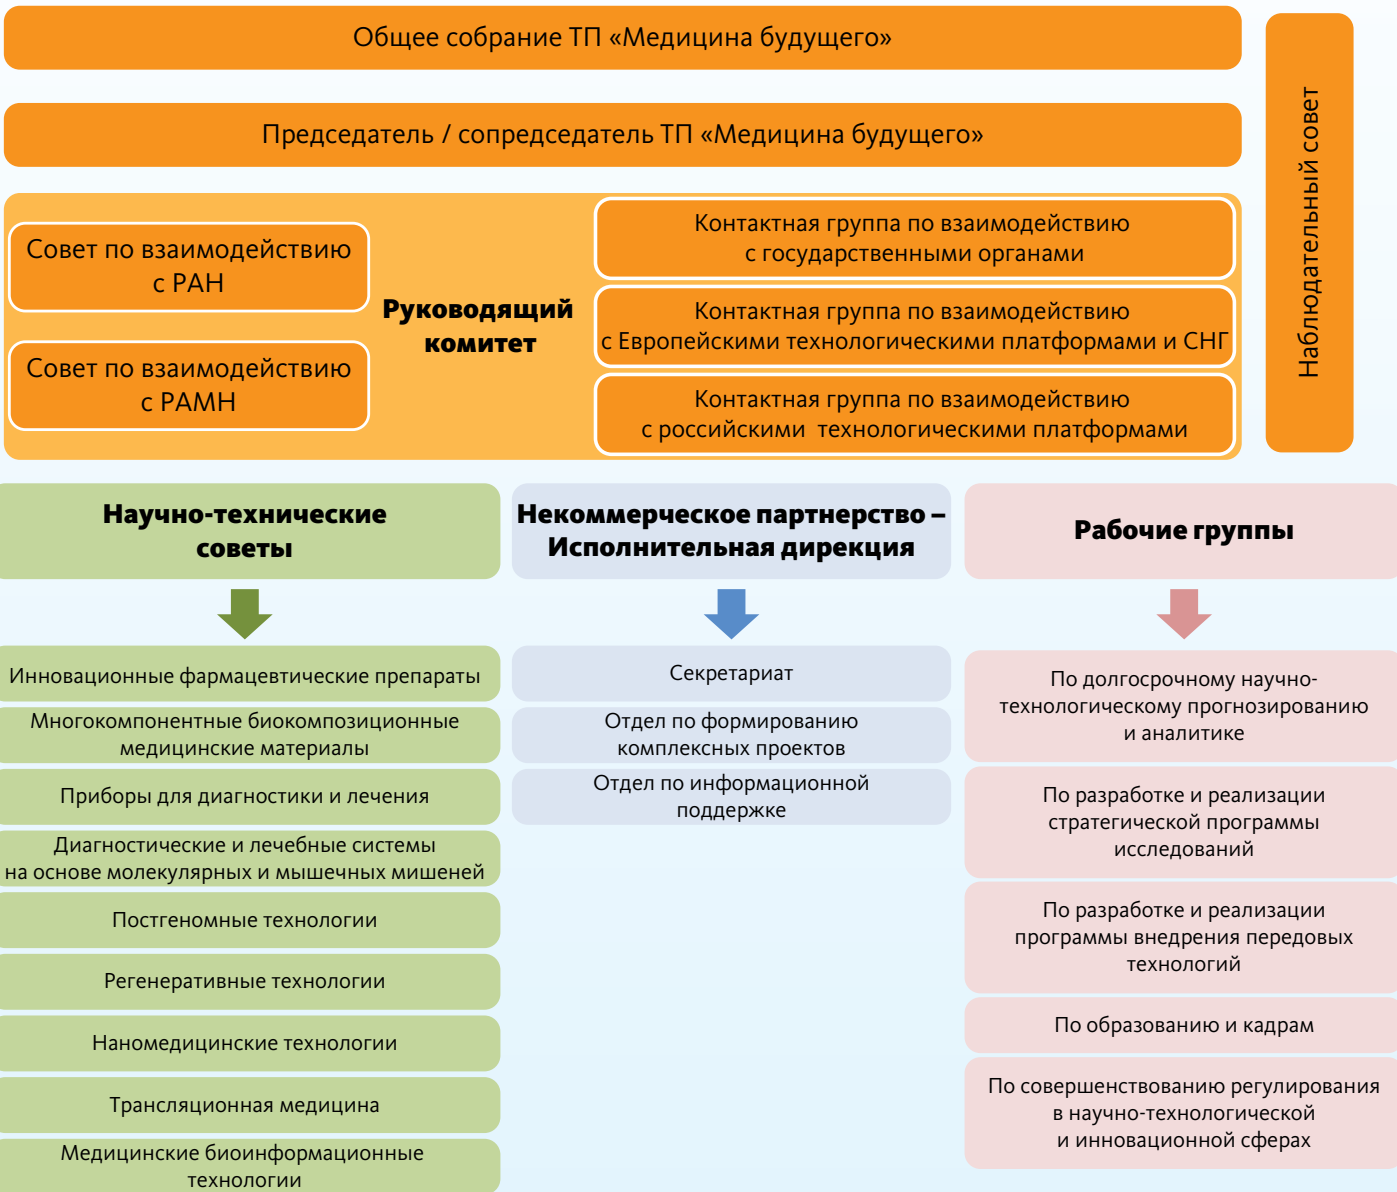 Общее собрание ТП «Медицина будущего»
Председатель / сопредседатель ТП «Медицина будущего»
Наблюдательный совет
Совет по взаимодействию
с РАН
Совет по взаимодействию
с РАМН
Руководящий
комитет
Контактная группа по взаимодействию
с государственными органами
Контактная группа по взаимодействию
с Европейскими технологическими платформами и СНГ
Контактная группа по взаимодействию
с российскими технологическими платформами
Научно-технические
советы
Инновационные фармацевтические препараты
Многокомпонентные биокомпозиционные
медицинские материалы
Приборы для диагностики и лечения
Диагностические и лечебные системы
на основе молекулярных и мышечных мишеней
Постгеномные технологии
Регенеративные технологии
Наномедицинские технологии
Трансляционная медицина
Медицинские биоинформационные
технологии
Некоммерческое партнерство –
Исполнительная дирекция
Секретариат
Отдел по формированию
комплексных проектов
Отдел по информационной
поддержке
Рабочие группы
По долгосрочному научно-
технологическому прогнозированию
и аналитике
По разработке и реализации
стратегической программы
исследований
По разработке и реализации
программы внедрения передовых
технологий
По образованию и кадрам
По совершенствованию регулирования
в научно-технологической
и инновационной сферах